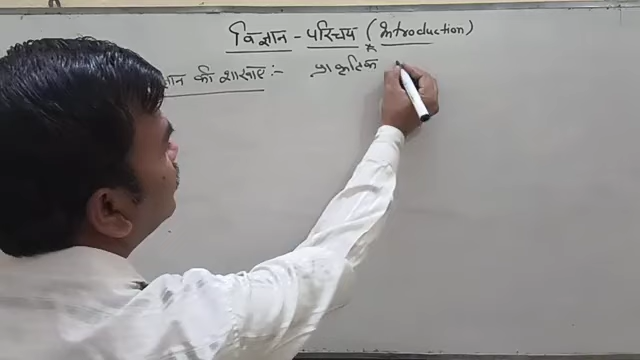 विज्ञान - परिचय (Introduction)
ज्ञान की शाखाएं :- प्राकृतिक